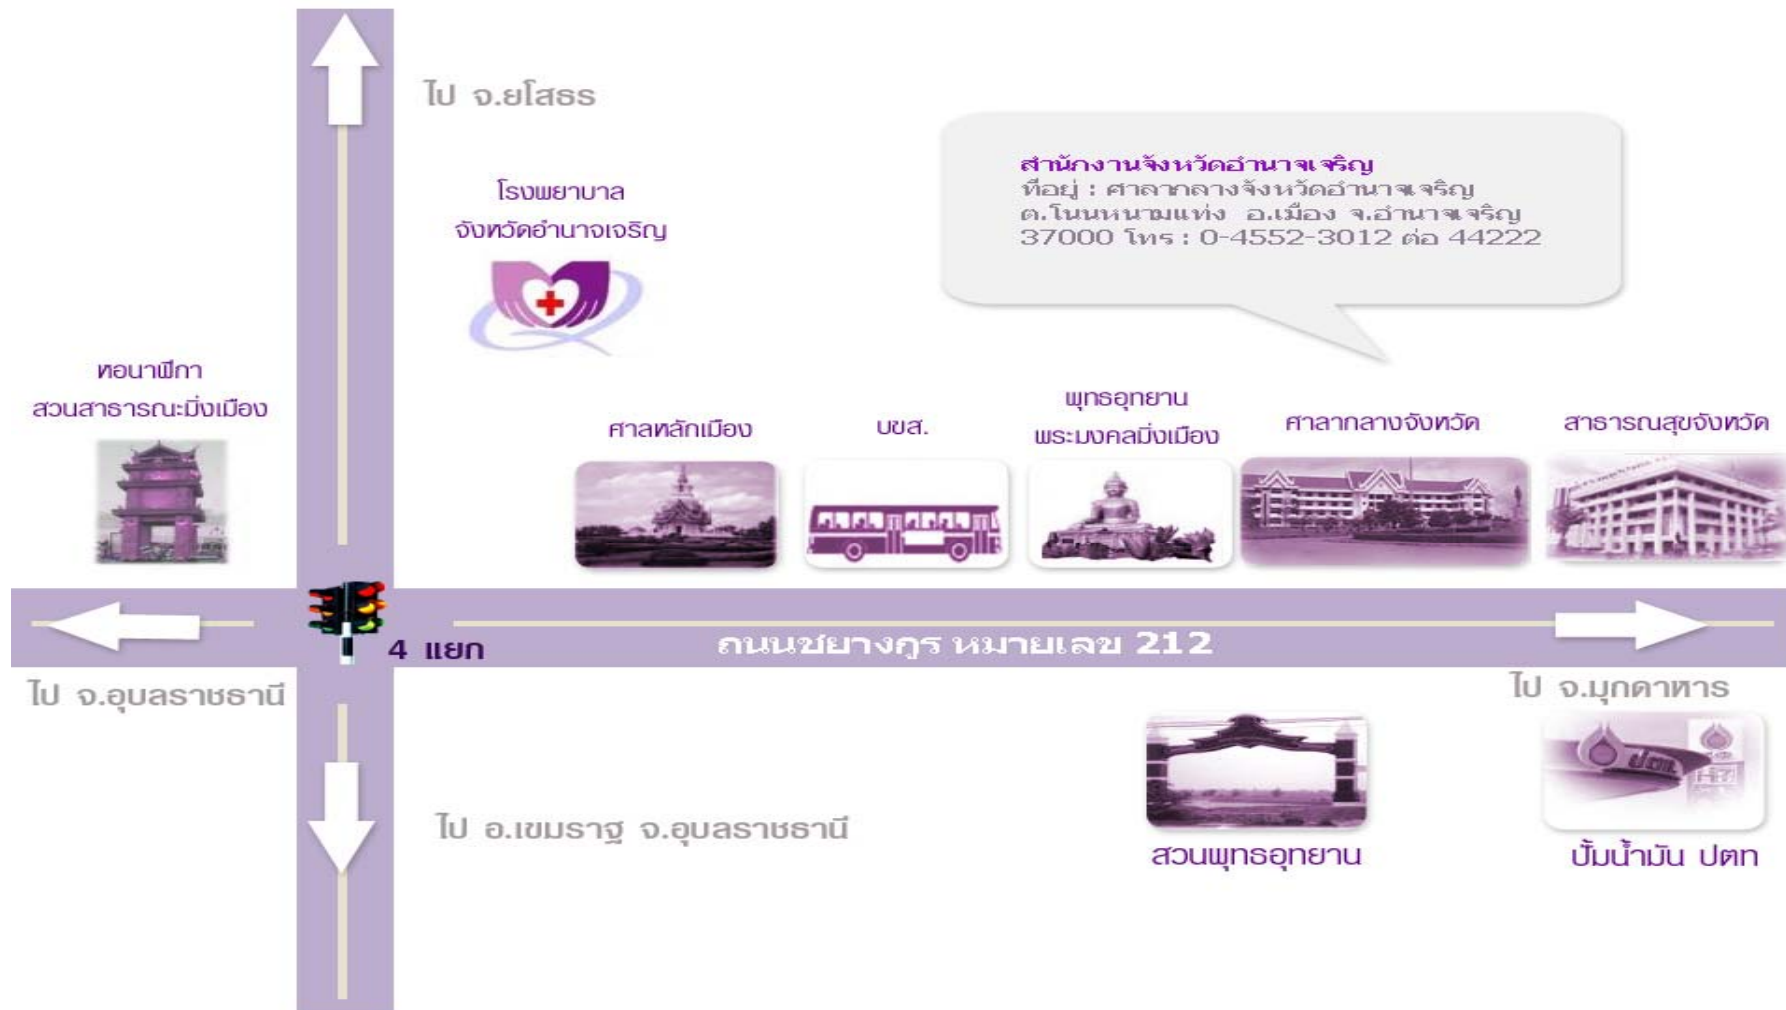 ไป จ.ยโสธร
สำนักงานจังหวัดอำนาจเจริญ
ที่อยู่ : ศาลากลางจังหวัดอำนาจเจริญ
ต.โนนหนามแท่ง อ.เมือง จ.อำนาจเจริญ
37000 โทร : 0-4552-3012 ต่อ 44222
โรงพยาบาล
จังหวัดอำนาจเจริญ
หอนาฬิกา
สวนสาธารณะมิ่งเมือง
ศาลหลักเมือง
บขส.
พุทธอุทยาน
พระมงคลมิ่งเมือง
ศาลากลางจังหวัด
สาธารณสุขจังหวัด
4 แยก
ถนนชยางกูร หมายเลข 212
ไป จ.อุบลราชธานี
ไป จ.มุกดาหาร
ปตท.
ไป อ.เขมราฐ จ.อุบลราชธานี
สวนพุทธอุทยาน
ปั้มน้ำมัน ปตท